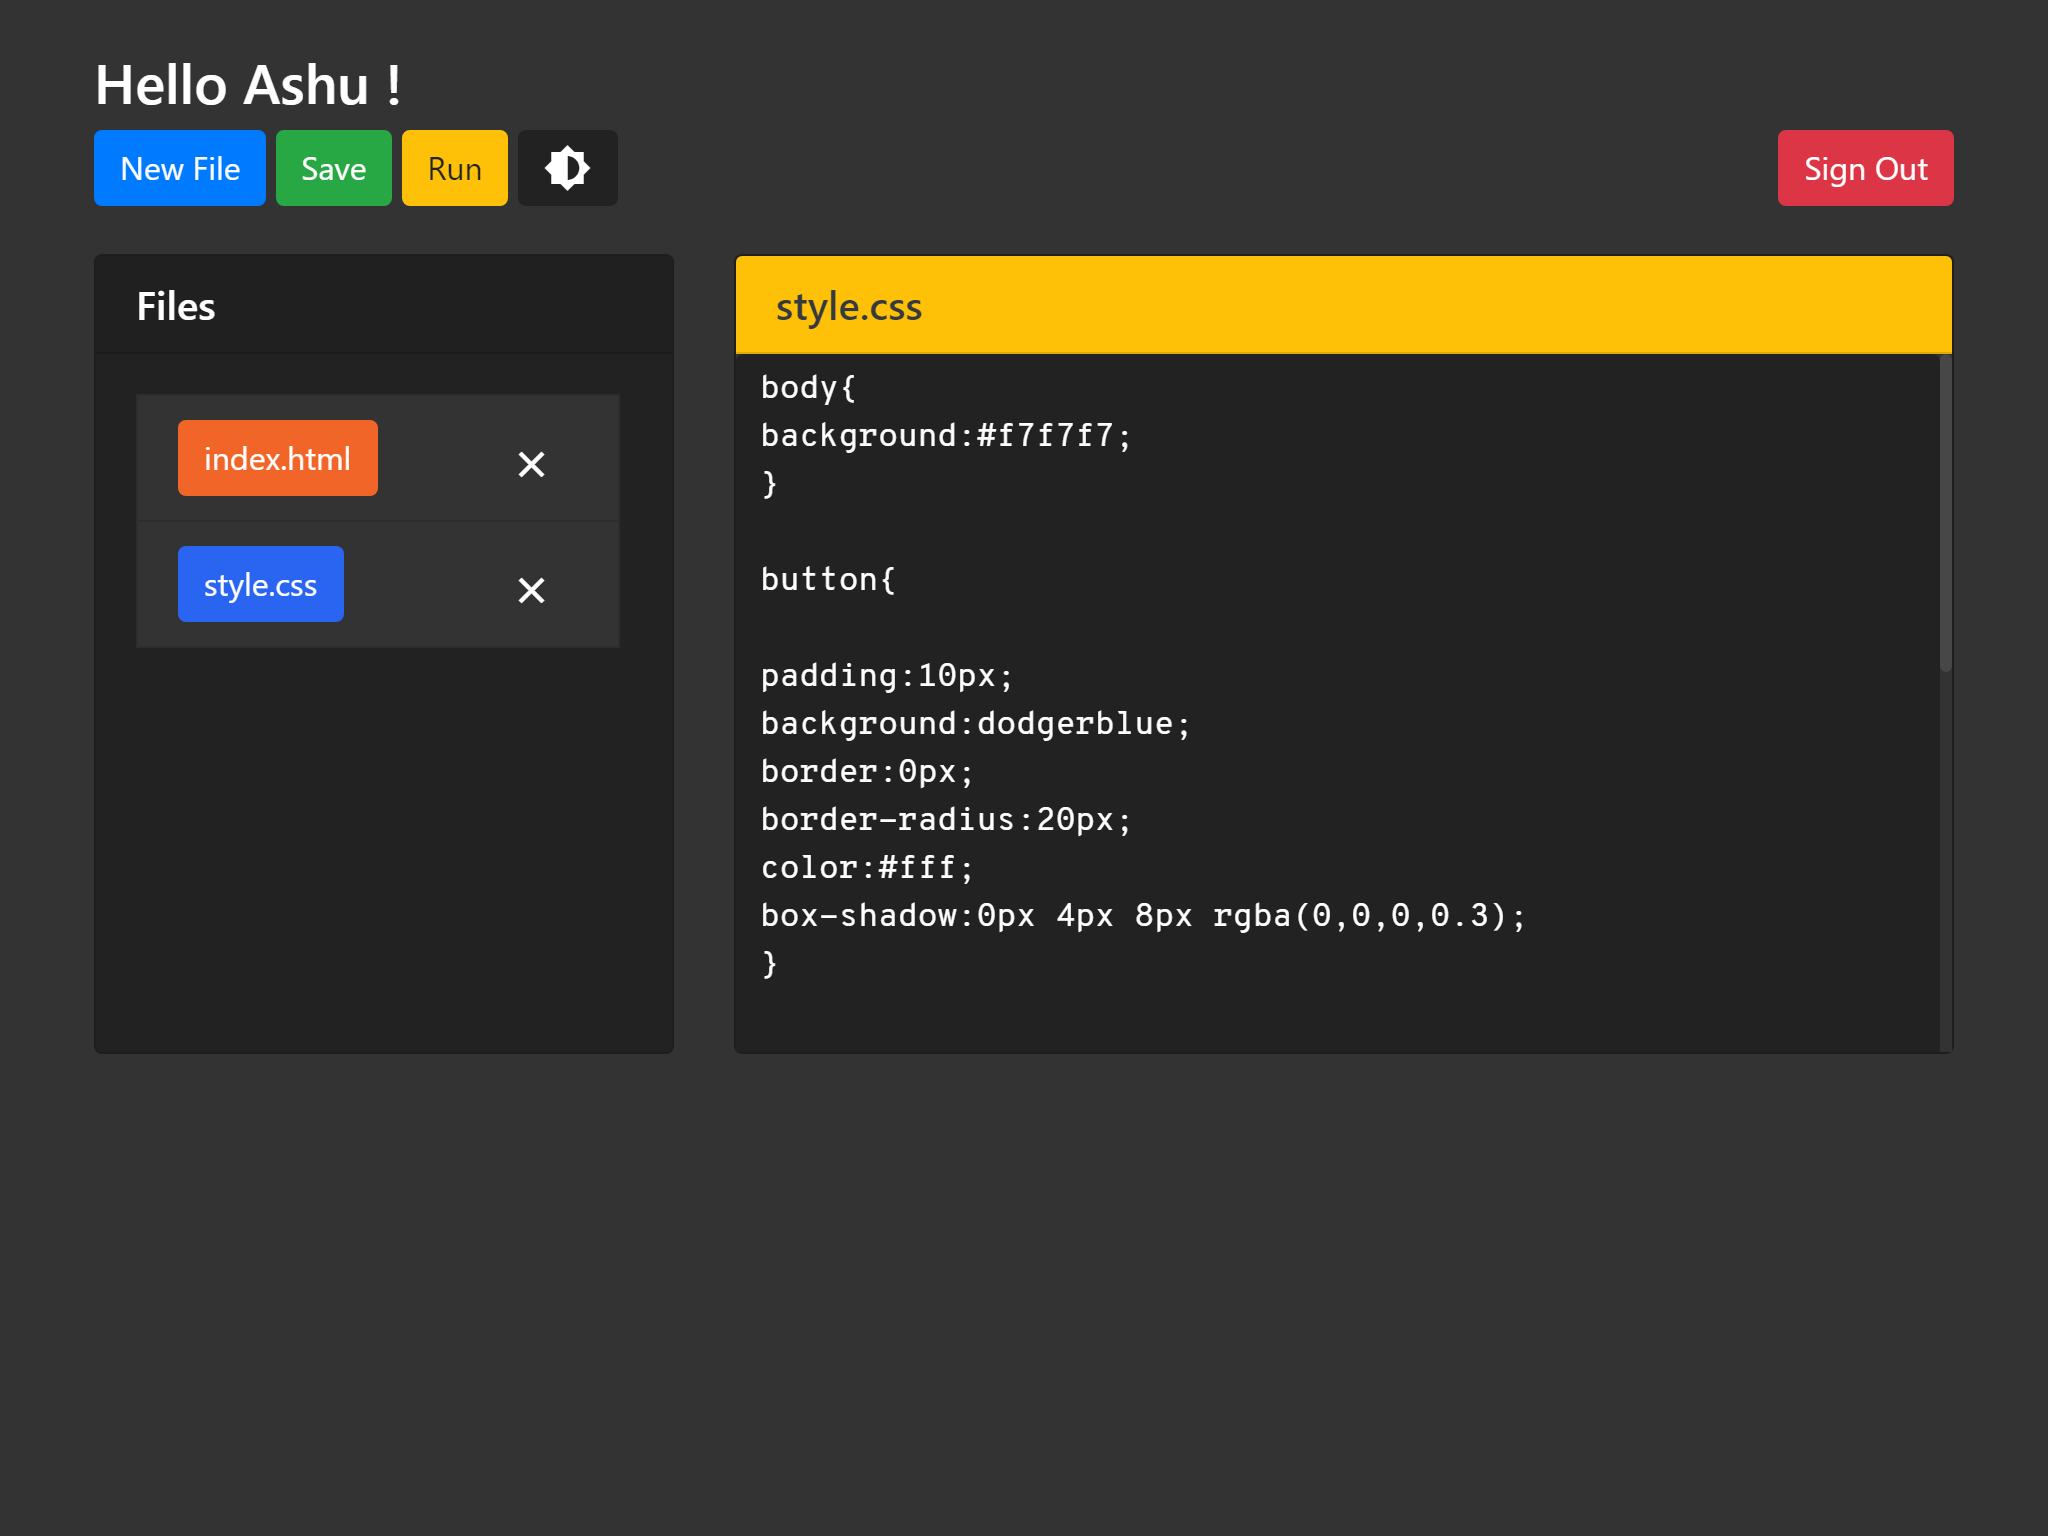 Hello Ashu !
New File Save Run Sign Out
Files
index.html
style.css
style.css
body{
background:#f7f7f7;
}
button{
padding:10px;
background:dodgerblue;
border:0px;
border-radius:20px;
color:#fff;
box-shadow:0px 4px 8px rgba(0,0,0,0.3);
}